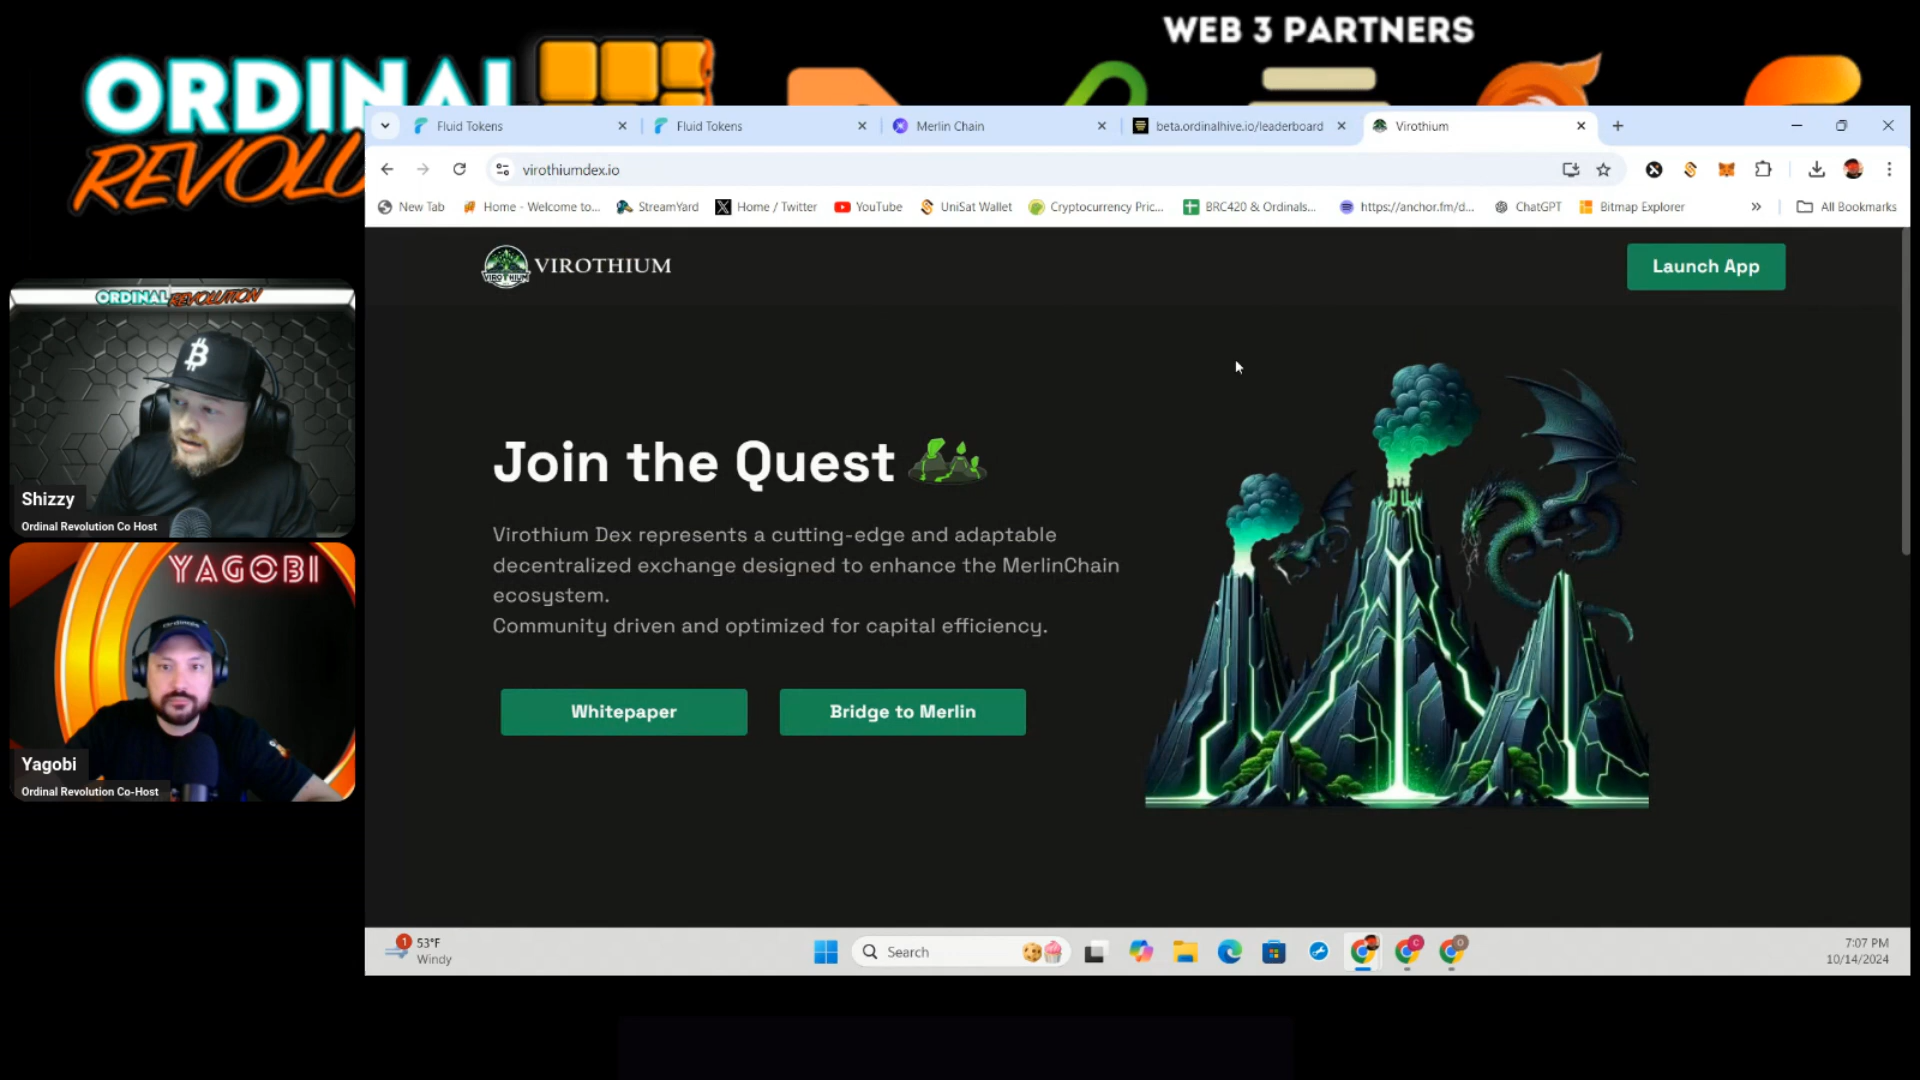 WEB 3 PARTNERS
ORDINAL
REVOLU
Fluid Tokens
Fluid Tokens
Merlin Chain
beta.ordinalhive.io/leaderboard
Virothium
virothiumdex.io
New Tab
Home - Welcome to...
StreamYard
Home / Twitter
YouTube
UniSat Wallet
Cryptocurrency Pric...
BRC420 & Ordinals...
https://anchor.fm/d...
ChatGPT
Bitmap Explorer
All Bookmarks
VIROTHIUM
VIROTHIUM
Launch App
Join the Quest
Virothium Dex represents a cutting-edge and adaptable
decentralized exchange designed to enhance the MerlinChain
ecosystem.
Community driven and optimized for capital efficiency.
Whitepaper
Bridge to Merlin
ORDINAL REVOLUTION
Shizzy
Ordinal Revolution Co Host
YAGOBI
ordinals
Yagobi
Ordinal Revolution Co-Host
1
53°F
Windy
Search
C
O
7:07 PM
10/14/2024